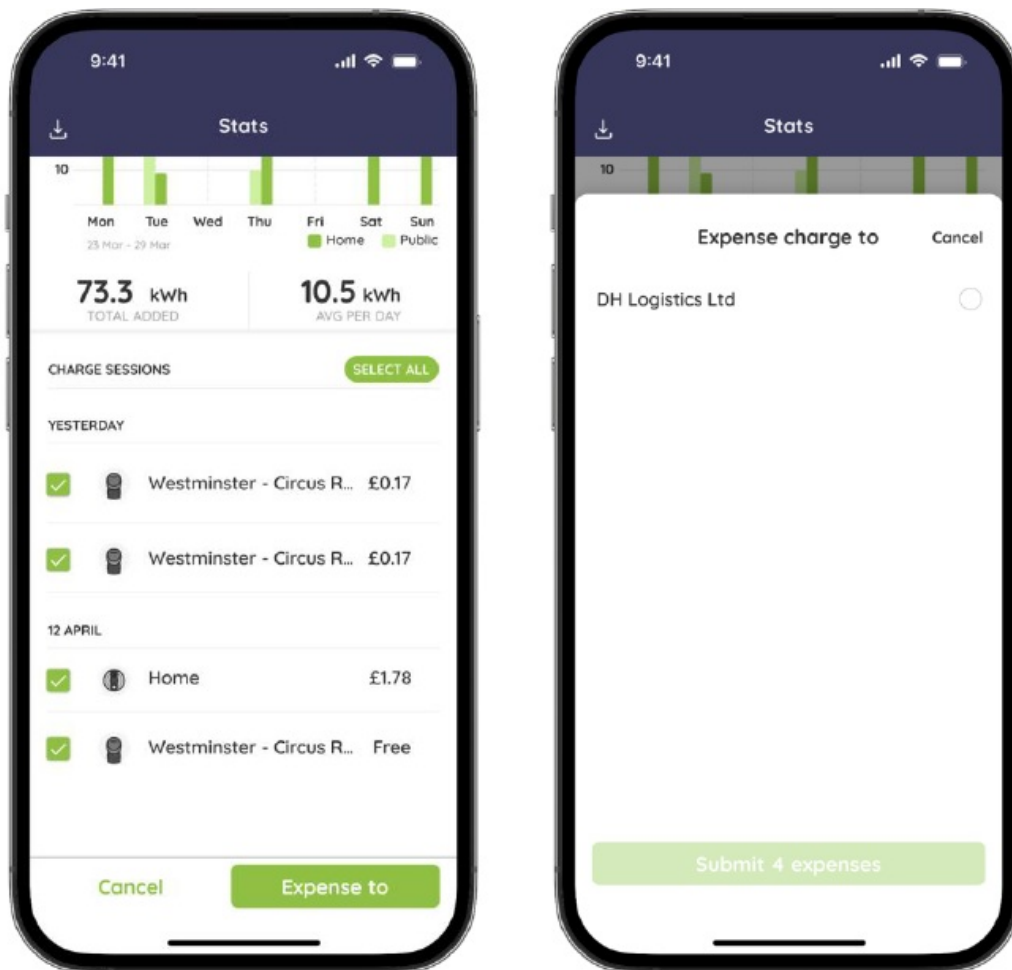 9:41
Stats
10
Mon Tue Wed Thu Fri Sat Sun
23 Mar - 29 Mar
Home Public
73.3 kWh
TOTAL ADDED
10.5 kWh
AVG PER DAY
CHARGE SESSIONS SELECT ALL
YESTERDAY
Westminster - Circus R... £0.17
Westminster - Circus R... £0.17
12 APRIL
Home £1.78
Westminster - Circus R... Free
Cancel Expense to
9:41
Stats
10
Expense charge to Cancel
DH Logistics Ltd
Submit 4 expenses